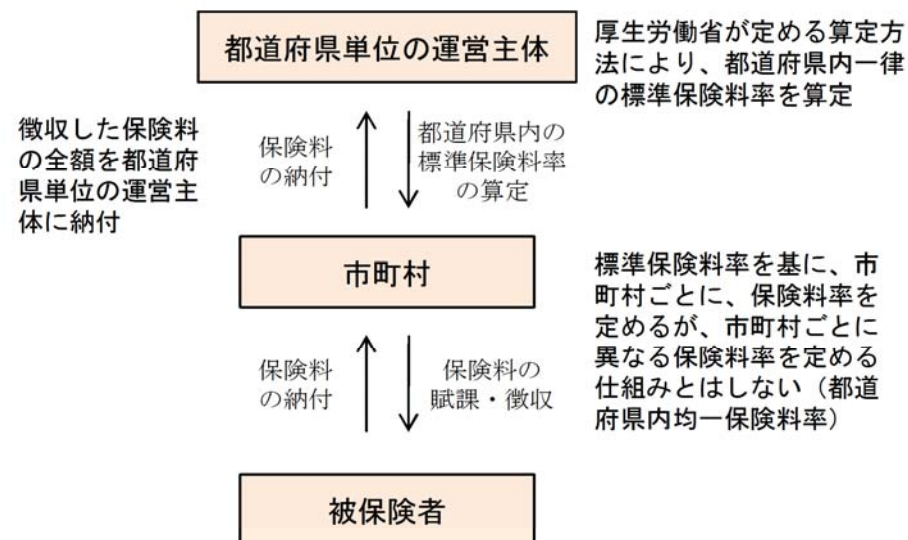 都道府県単位の運営主体
厚生労働省が定める算定方
法により、都道府県内一律
の標準保険料率を算定
徴収した保険料
の全額を都道府
県単位の運営主
体に納付
保険料
の納付
都道府県内の
標準保険料率
の算定
市町村
標準保険料率を基に、市
町村ごとに、保険料率を
定めるが、市町村ごとに
異なる保険料率を定める
仕組みとはしない（都道
府県内均一保険料率）
保険料
の納付
保険料の
賦課・徴収
被保険者